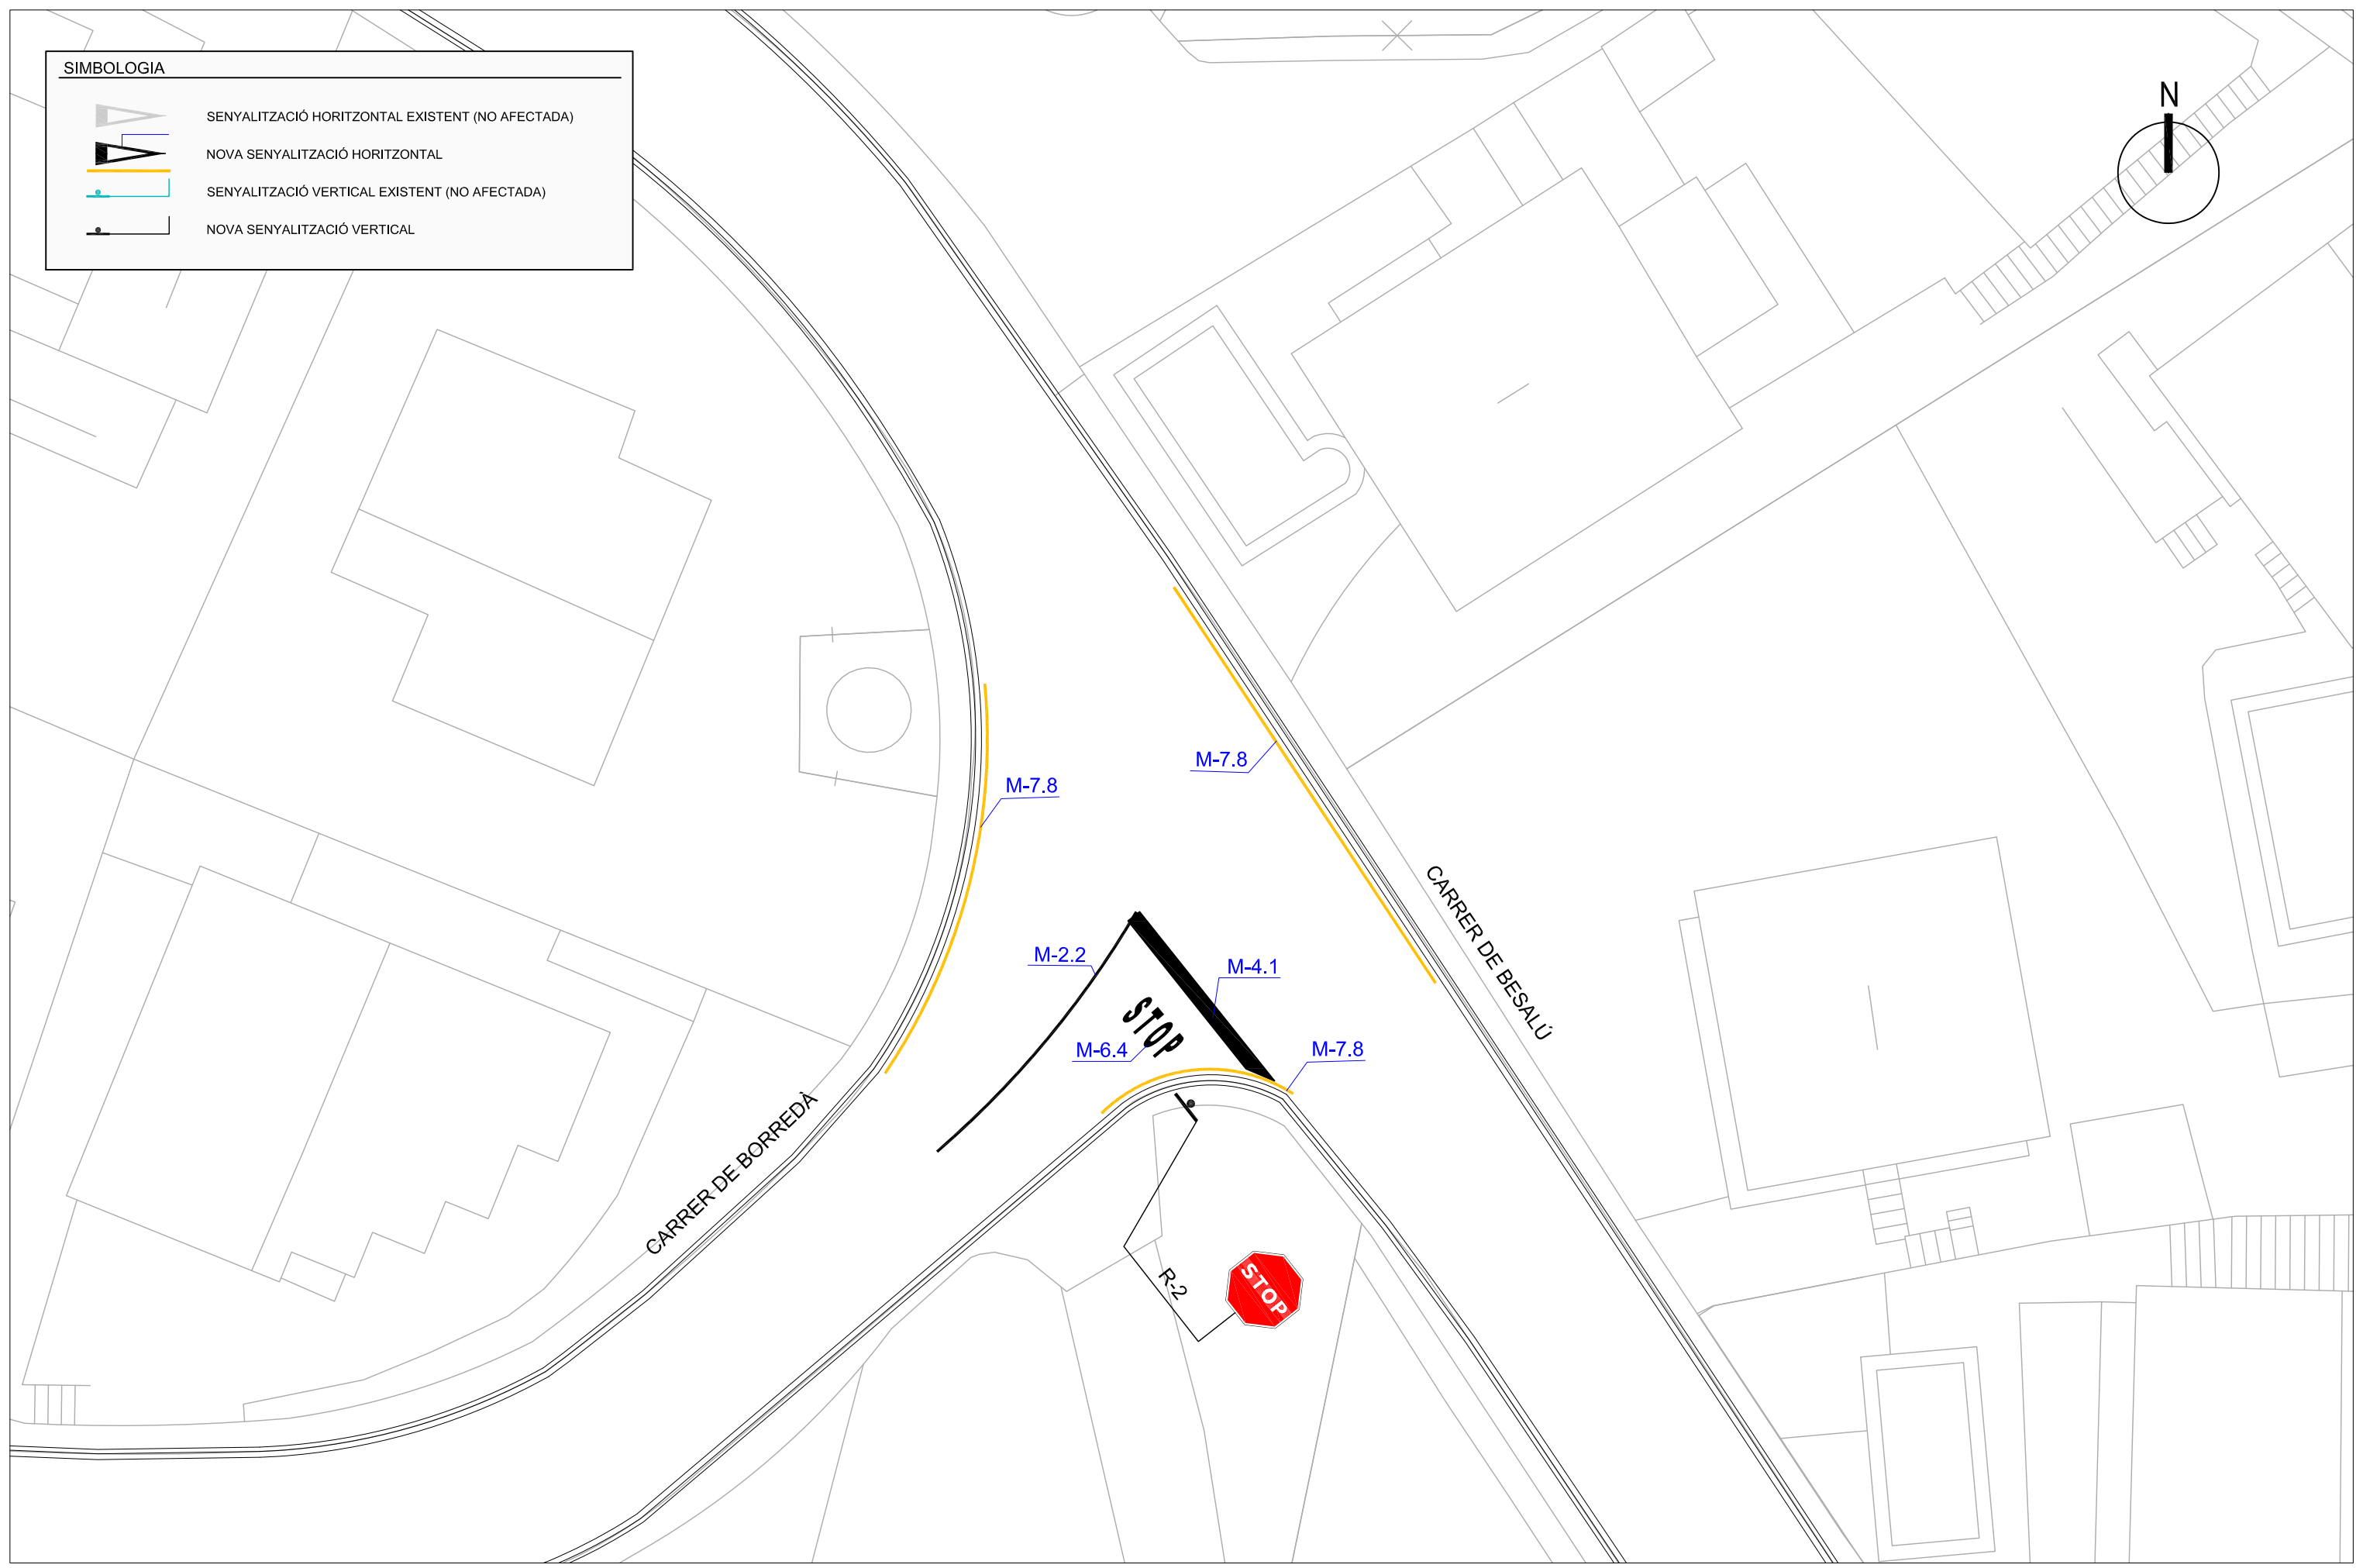 SIMBOLOGIA
SENYALITZACIÓ HORITZONTAL EXISTENT (NO AFECTADA)
NOVA SENYALITZACIÓ HORITZONTAL
SENYALITZACIÓ VERTICAL EXISTENT (NO AFECTADA)
NOVA SENYALITZACIÓ VERTICAL
N
M-7.8
M-7.8
CARRER DE BESALÚ
M-2.2
M-4.1
STOP
M-6.4
M-7.8
CARRER DE BORREDÀ
R-2
STOP